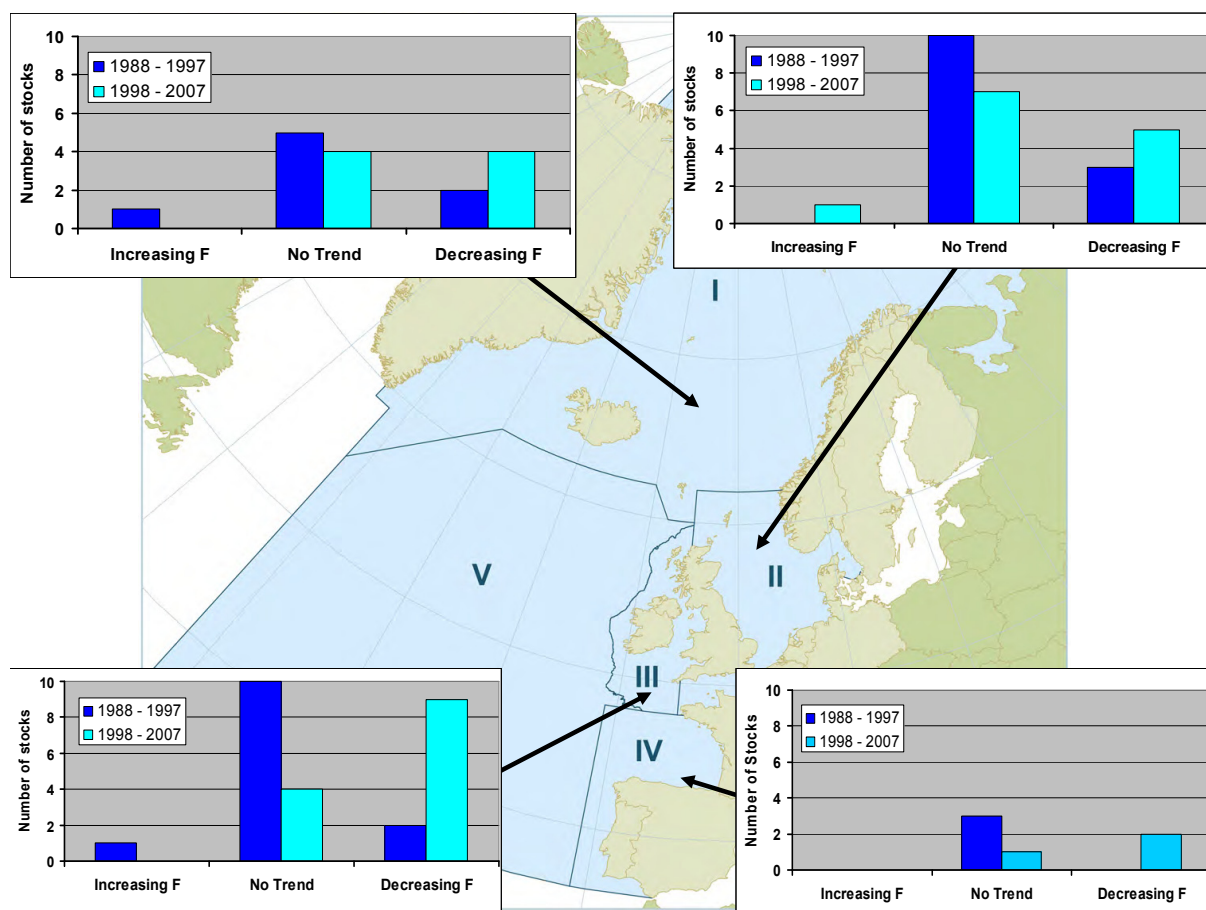 Number of stocks
10
8
6
4
2
0
1988 - 1997
1998 - 2007
Increasing F
No Trend
Decreasing F
Number of stocks
10
8
6
4
2
0
1988 - 1997
1998 - 2007
Increasing F
No Trend
Decreasing F
I
II
V
III
IV
Number of stocks
10
8
6
4
2
0
1988 - 1997
1998 - 2007
Increasing F
No Trend
Decreasing F
Number of Stocks
10
8
6
4
2
0
1988 - 1997
1998 - 2007
Increasing F
No Trend
Decreasing F